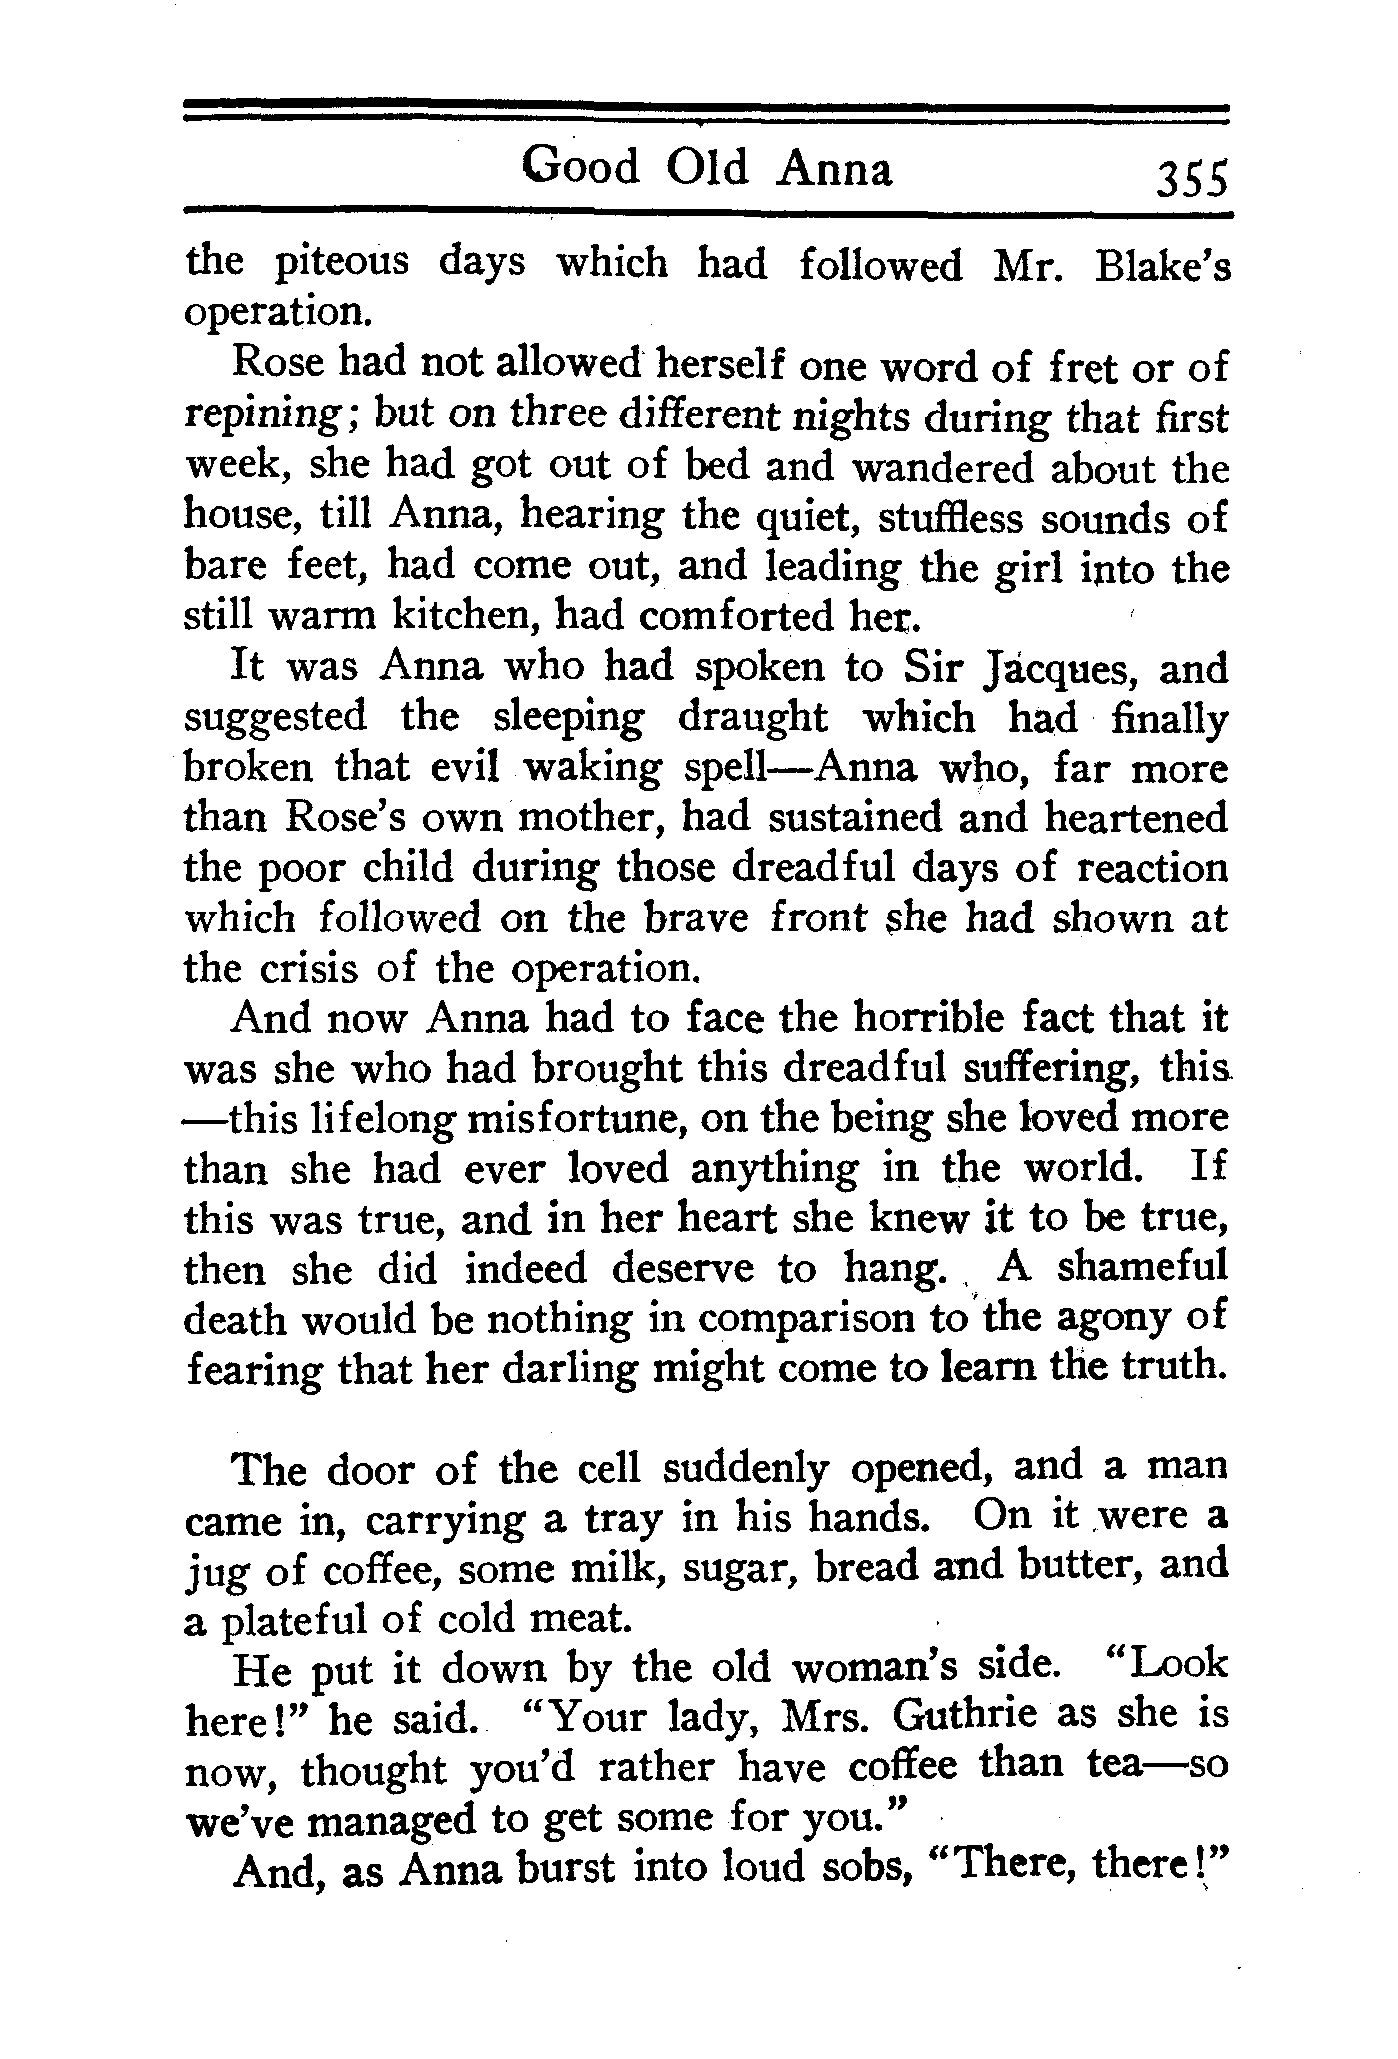 Good Old Anna 355
the piteous days which had followed Mr. Blake's
operation.
Rose had not allowed herself one word of fret or of
repining; but on three different nights during that first
week, she had got out of bed and wandered about the
house, till Anna, hearing the quiet, stuffless sounds of
bare feet, had come out, and leading the girl into the
still warm kitchen, had comforted her.
It was Anna who had spoken to Sir Jacques, and
suggested the sleeping draught which had finally
broken that evil waking spell—Anna who, far more
than Rose's own mother, had sustained and heartened
the poor child during those dreadful days of reaction
which followed on the brave front she had shown at
the crisis of the operation.
And now Anna had to face the horrible fact that it
was she who had brought this dreadful suffering, this
—this lifelong misfortune, on the being she loved more
than she had ever loved anything in the world. If
this was true, and in her heart she knew it to be true,
then she did indeed deserve to hang. A shameful
death would be nothing in comparison to the agony of
fearing that her darling might come to learn the truth.
The door of the cell suddenly opened, and a man
came in, carrying a tray in his hands. On it were a
jug of coffee, some milk, sugar, bread and butter, and
a plateful of cold meat.
He put it down by the old woman's side. "Look
here!" he said. "Your lady, Mrs. Guthrie as she is
now, thought you'd rather have coffee than tea—so
we've managed to get some for you."
And, as Anna burst into loud sobs, "There, there!"